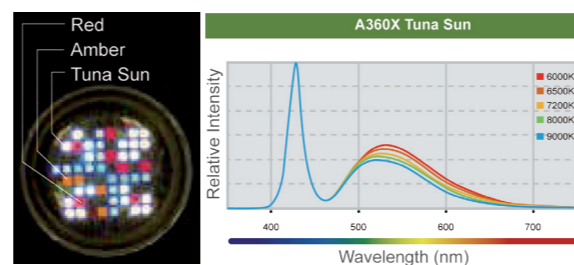 Red
Amber
Tuna Sun
A360X Tuna Sun
Relative Intensity
6000K
6500K
7200K
8000K
9000K
400
500
600
700
Wavelength (nm)